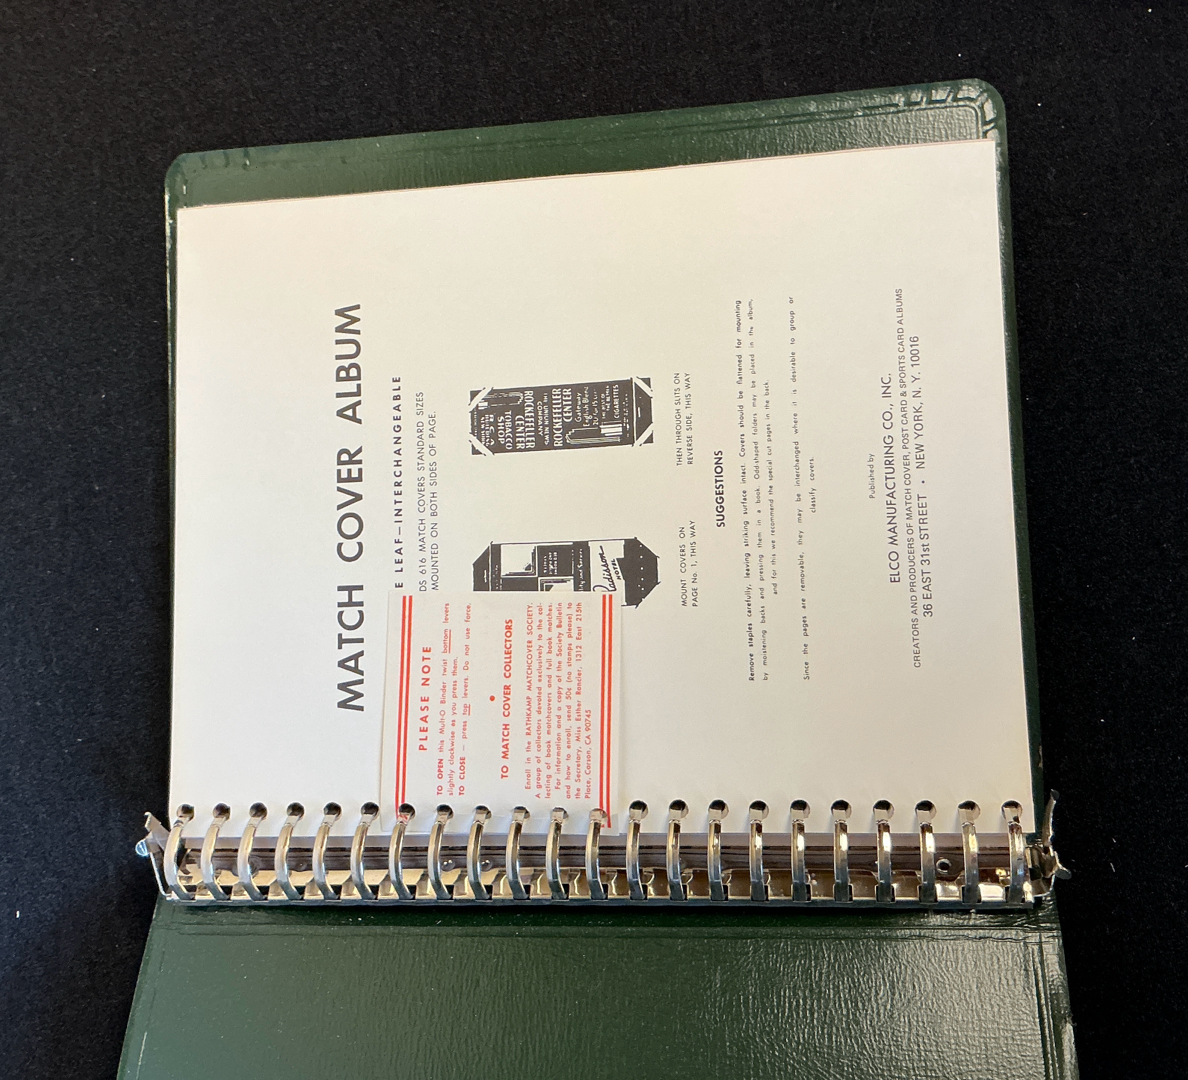 MATCH COVER ALBUM
E LEAF—INTERCHANGEABLE
DS 616 MATCH COVERS STANDARD SIZES
MOUNTED ON BOTH SIDES OF PAGE.
PLEASE NOTE
TO OPEN this Mult-O Binder twist bottom levers
slightly clockwise as you press them.
TO CLOSE — press top levers. Do not use force.
TO MATCH COVER COLLECTORS
Enroll in the RATHKAMP MATCHCOVER SOCIETY.
A group of collectors devoted exclusively to the col-
lecting of book matchcovers and full book matches.
For information and a copy of the Society Bulletin
and how to enroll, send 50¢ (no stamps please) to
the Secretary, Miss Esther Rancier, 1312 East 215th
Place, Carson, CA 90745
Radisson
HOTEL
ROCKEFELLER
CENTER
TOBACCO
SHOP
THE UNION NEWS
COMPANY
ROCKEFELLER
CENTER
CIGARETTES
MOUNT COVERS ON
PAGE No. 1, THIS WAY
THEN THROUGH SLITS ON
REVERSE SIDE, THIS WAY
SUGGESTIONS
Remove staples carefully, leaving striking surface intact. Covers should be flattened for mounting
by moistening backs and pressing them in a book. Odd-shaped folders may be placed in the album,
and for this we recommend the special cut pages in the back.
Since the pages are removable, they may be interchanged where it is desirable to group or
classify covers.
Published by
ELCO MANUFACTURING CO., INC.
CREATORS AND PRODUCERS OF MATCH COVER, POST CARD & SPORTS CARD ALBUMS
36 EAST 31st STREET • NEW YORK, N. Y. 10016